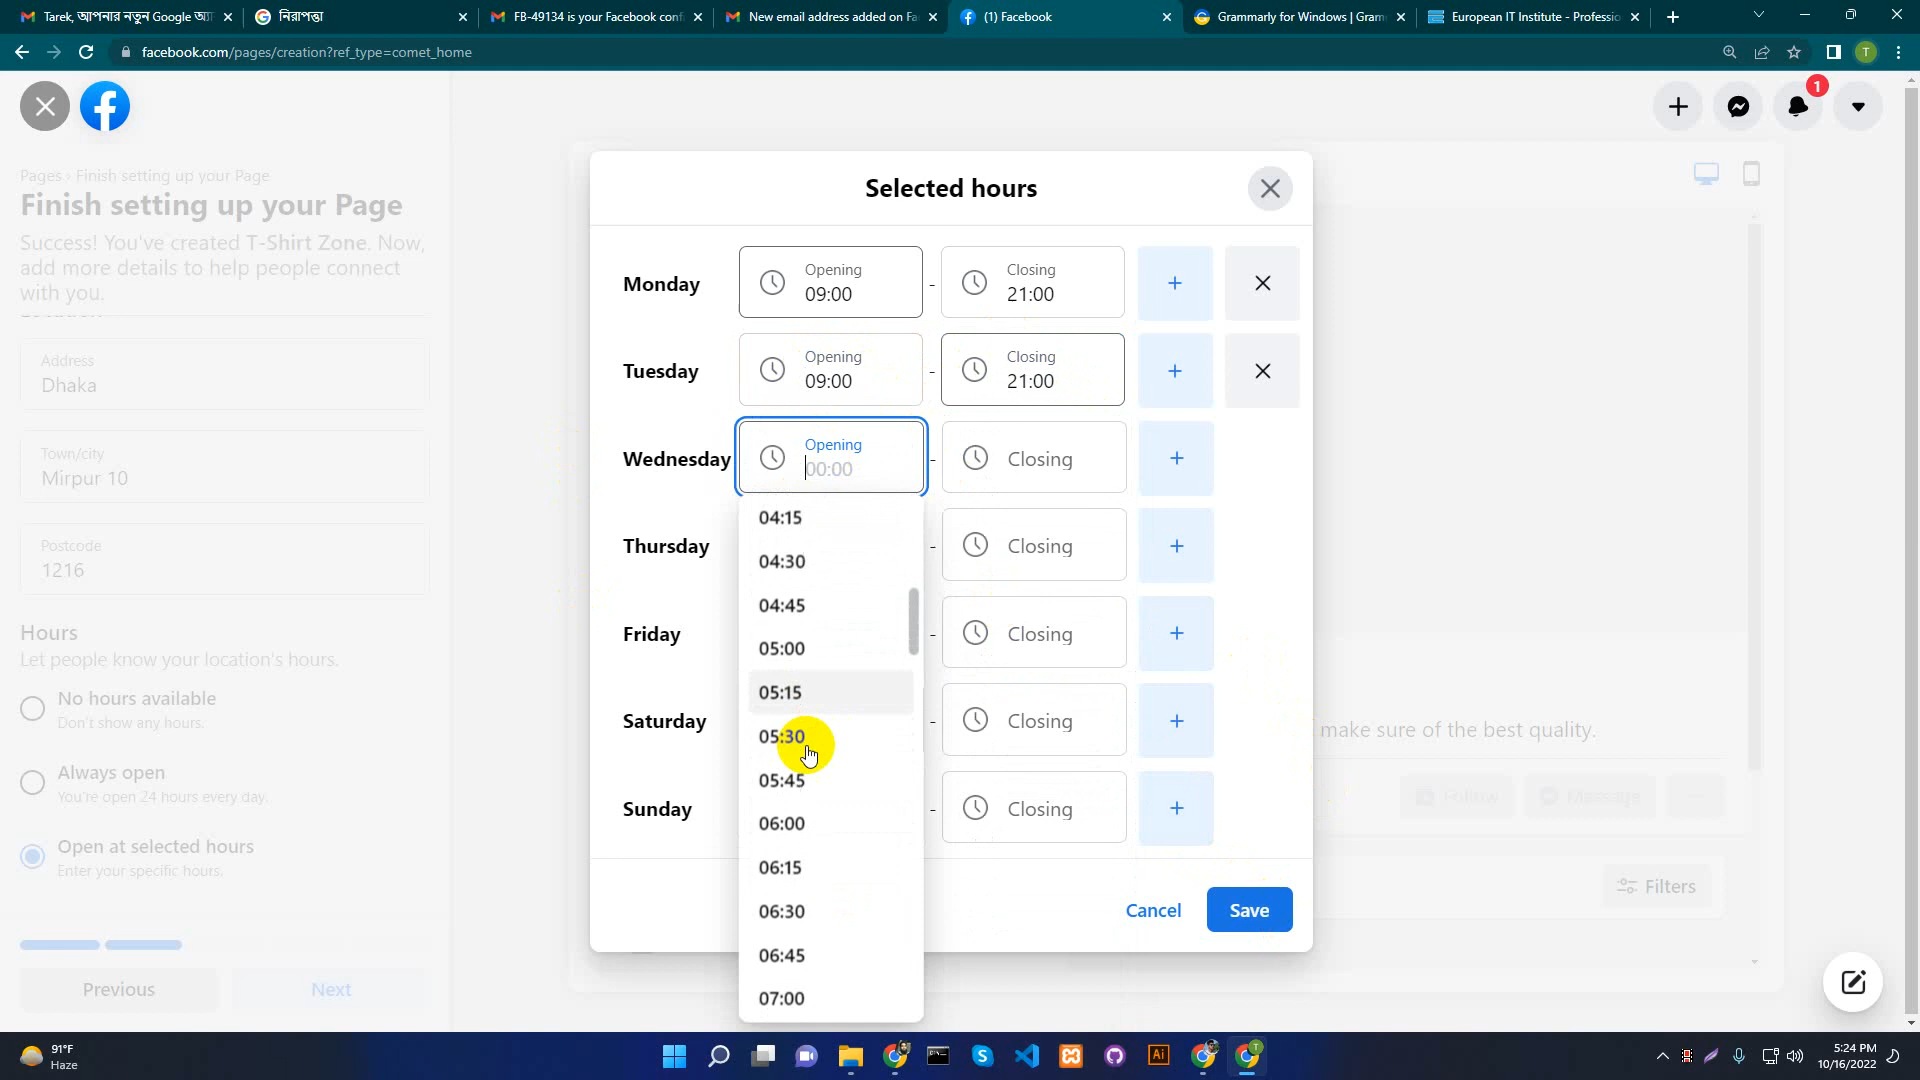 Tarek, আপনার নতুন Google অ্যা
নিরাপত্তা
FB-49134 is your Facebook conf
New email address added on Fa
(1) Facebook
Grammarly for Windows | Gram
European IT Institute - Professio
facebook.com/pages/creation?ref_type=comet_home
T
1
Pages › Finish setting up your Page
Finish setting up your Page
Success! You've created T-Shirt Zone. Now,
add more details to help people connect
with you.
Address
Dhaka
Town/city
Mirpur 10
Postcode
1216
Hours
Let people know your location's hours.
No hours available
Don't show any hours.
Always open
You're open 24 hours every day.
Open at selected hours
Enter your specific hours.
Previous
Next
Selected hours
Monday
Opening
09:00
-
Closing
21:00
Tuesday
Opening
09:00
-
Closing
21:00
Wednesday
Opening
00:00
-
Closing
Thursday
-
Closing
Friday
-
Closing
Saturday
-
Closing
Sunday
-
Closing
04:15
04:30
04:45
05:00
05:15
05:30
05:45
06:00
06:15
06:30
06:45
07:00
Cancel
Save
make sure of the best quality.
Follow
Message
Filters
91°F
Haze
Ai
5:24 PM
10/16/2022